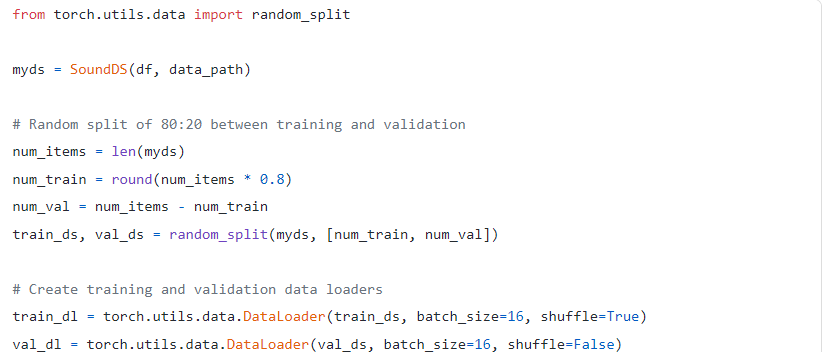 from torch.utils.data import random_split
myds = SoundDS(df, data_path)
# Random split of 80:20 between training and validation
num_items = len(myds)
num_train = round(num_items * 0.8)
num_val = num_items - num_train
train_ds, val_ds = random_split(myds, [num_train, num_val])
# Create training and validation data loaders
train_dl = torch.utils.data.DataLoader(train_ds, batch_size=16, shuffle=True)
val_dl = torch.utils.data.DataLoader(val_ds, batch_size=16, shuffle=False)